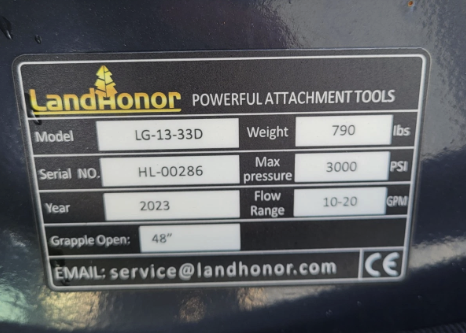 LandHonor POWERFUL ATTACHMENT TOOLS
Model LG-13-33D Weight 790 lbs
Serial NO. HL-00286 Max pressure 3000 PSI
Year 2023 Flow Range 10-20 GPM
Grapple Open: 48"
EMAIL: service@landhonor.com CE